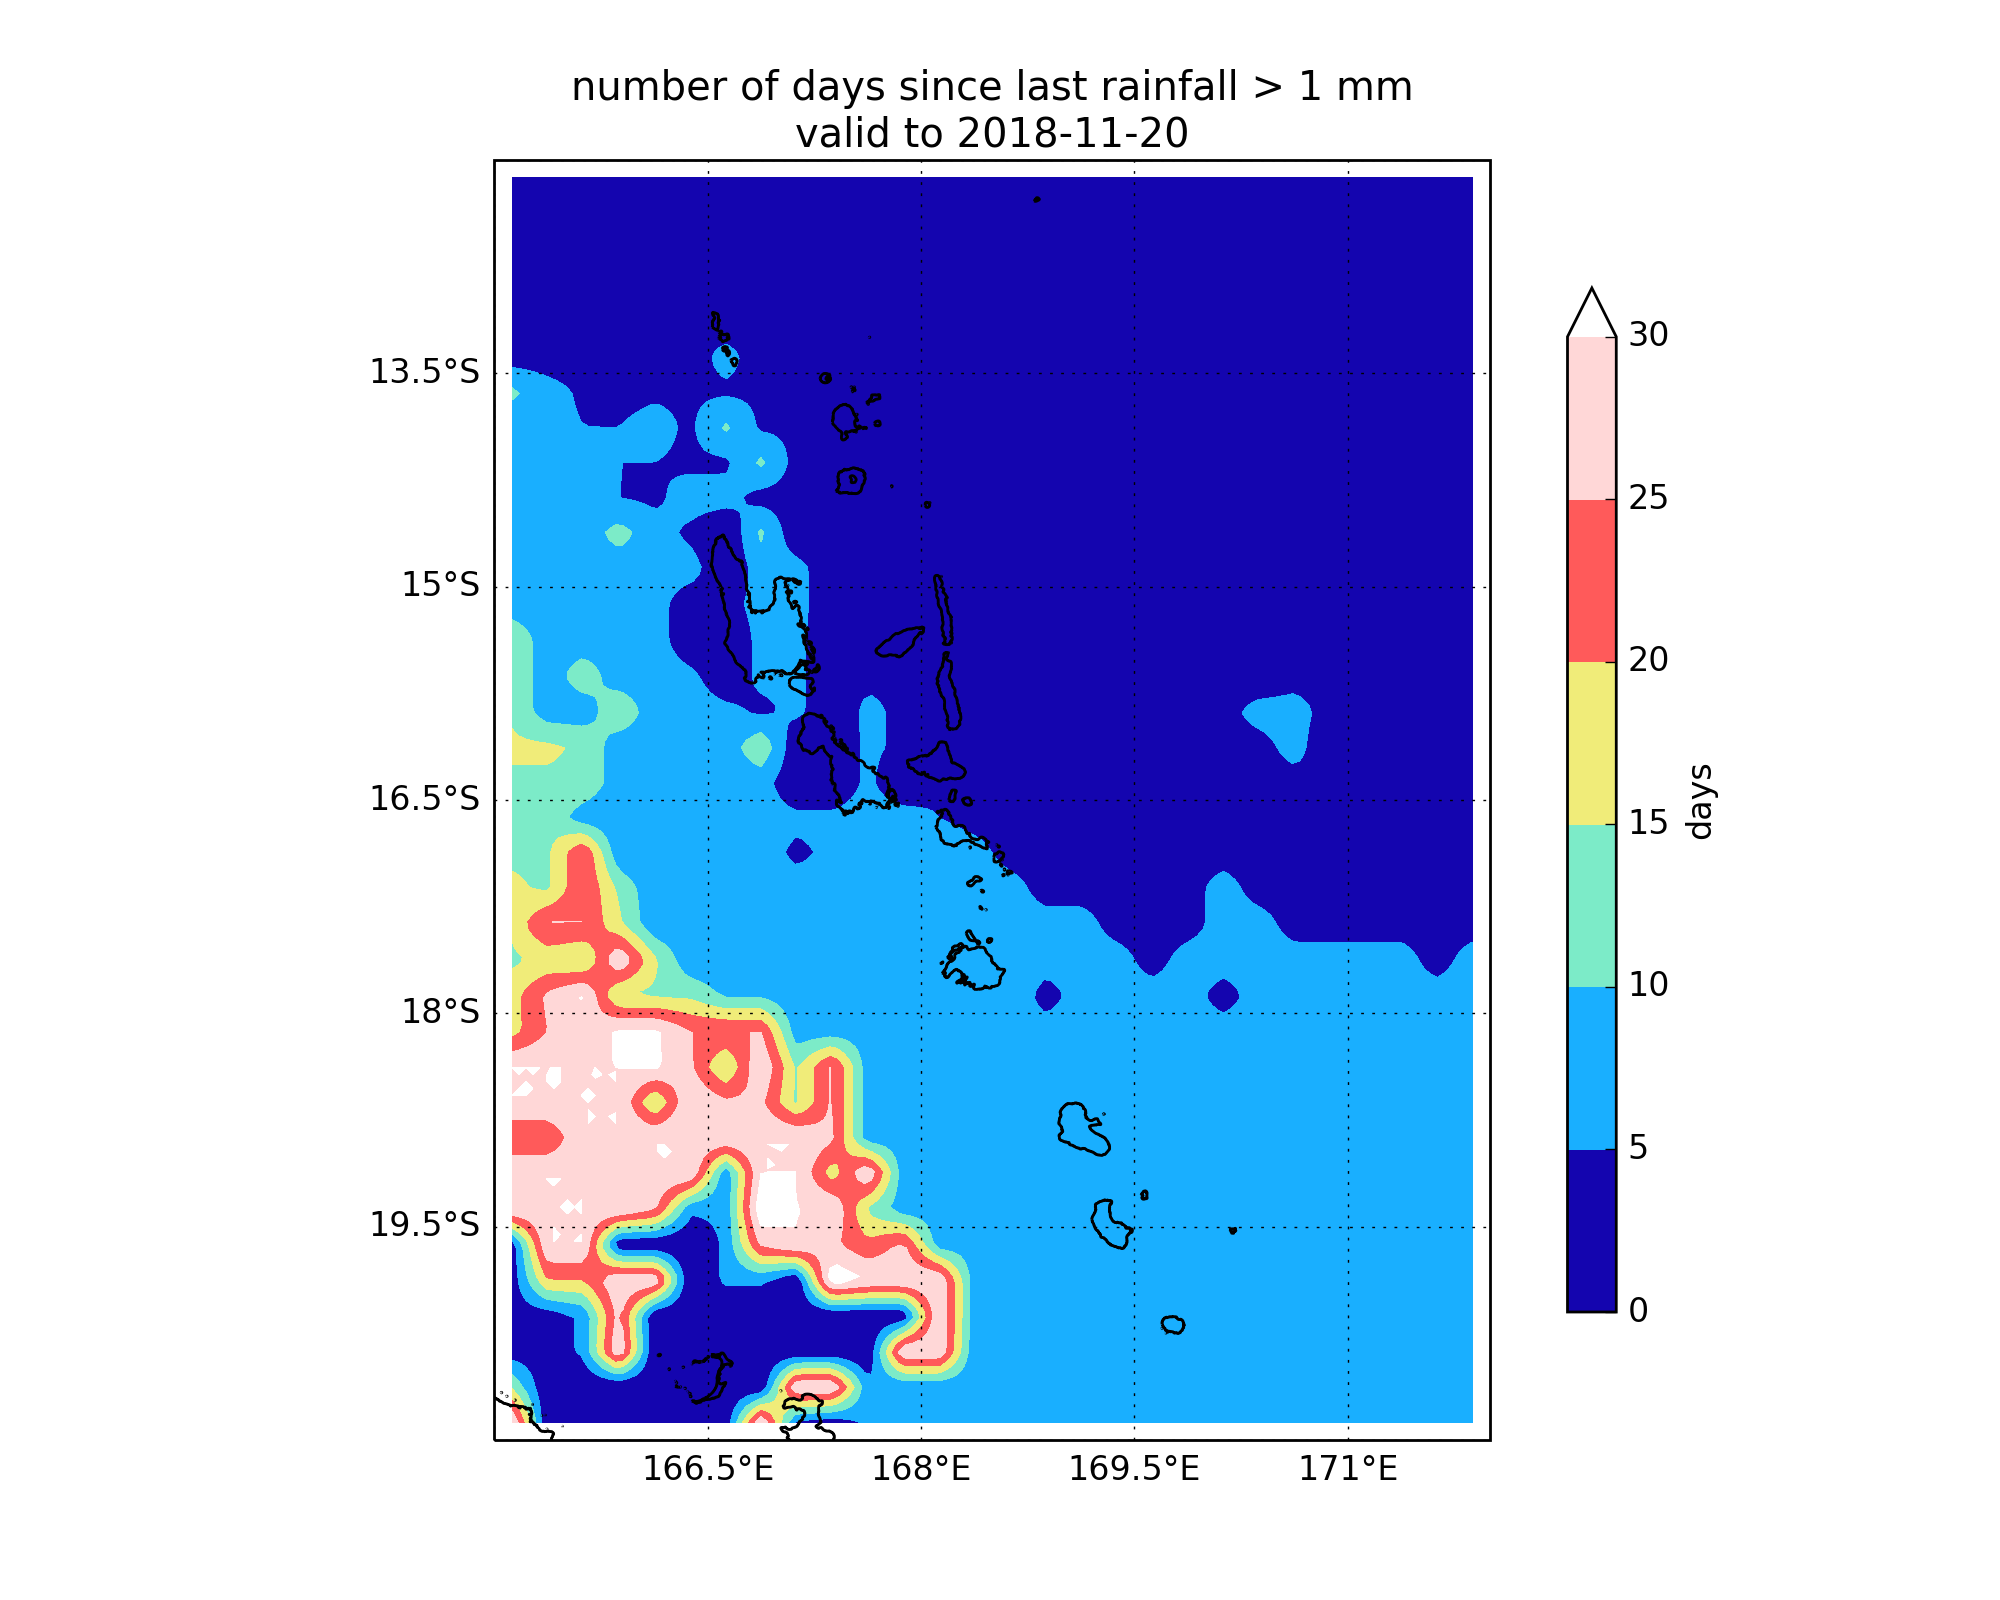 number of days since last rainfall > 1 mm
valid to 2018-11-20
13.5°S
15°S
16.5°S
18°S
19.5°S
166.5°E
168°E
169.5°E
171°E
30
25
20
15
10
5
0
days